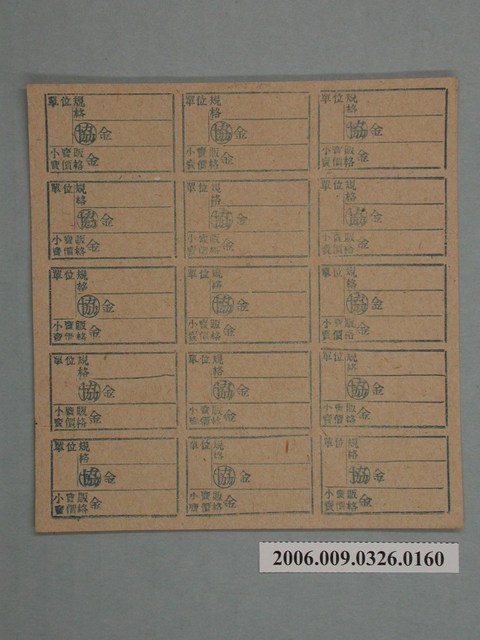 單位規
格
協金
小賣販
賣價格金
單位規
格
協金
小賣販
賣價格金
單位規
格
協金
小賣販
賣價格金
單位規
格
協金
小賣販
賣價格金
單位規
格
協金
小賣販
賣價格金
單位規
格
協金
小賣販
賣價格金
單位規
格
協金
小賣販
賣價格金
單位規
格
協金
小賣販
賣價格金
單位規
格
協金
小賣販
賣價格金
單位規
格
協金
小賣販
賣價格金
單位規
格
協金
小賣販
賣價格金
單位規
格
協金
小賣販
賣價格金
單位規
格
協金
小賣販
賣價格金
單位規
格
協金
小賣販
賣價格金
單位規
格
協金
小賣販
賣價格金
2006.009.0326.0160